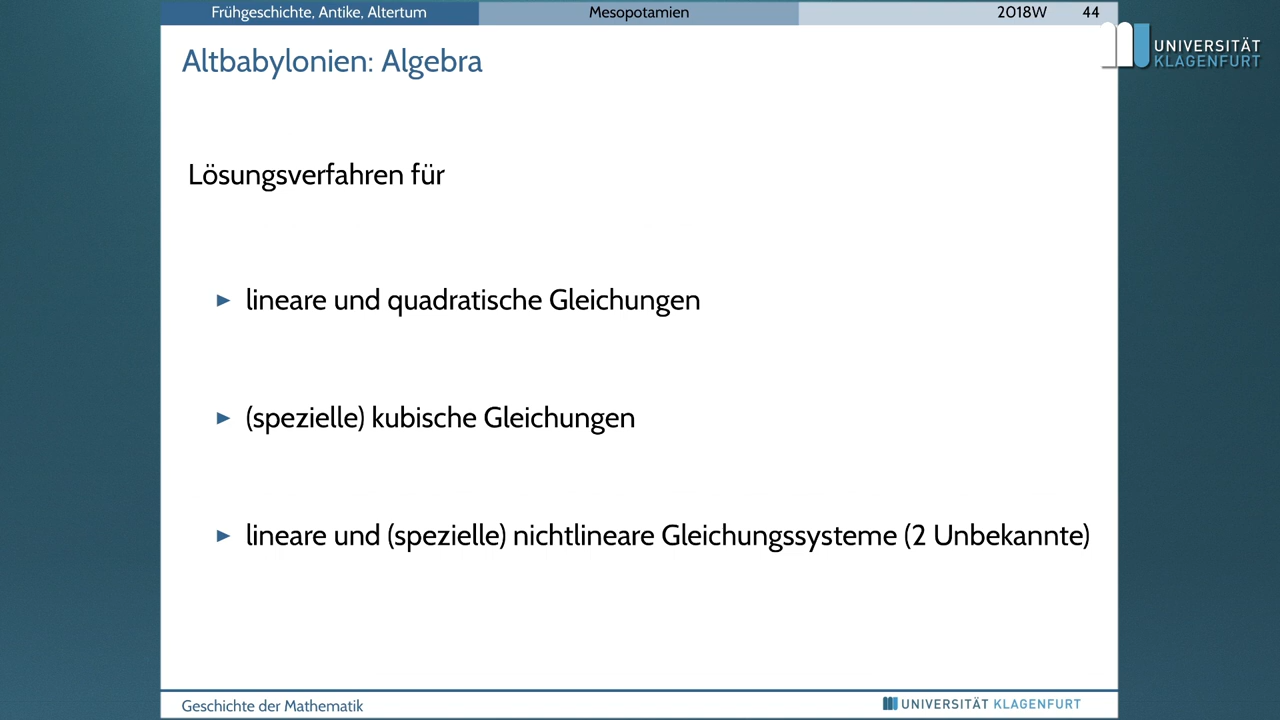 Frühgeschichte, Antike, Altertum Mesopotamien 2018W 44
UNIVERSITÄT
KLAGENFURT
Altbabylonien: Algebra
Lösungsverfahren für
► lineare und quadratische Gleichungen
► (spezielle) kubische Gleichungen
► lineare und (spezielle) nichtlineare Gleichungssysteme (2 Unbekannte)
Geschichte der Mathematik UNIVERSITÄT KLAGENFURT